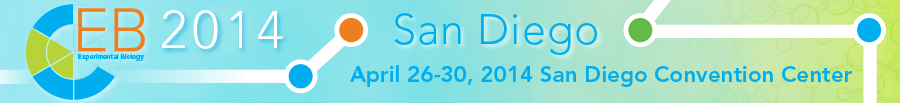 EB 2014
Experimental Biology
San Diego
April 26-30, 2014 San Diego Convention Center